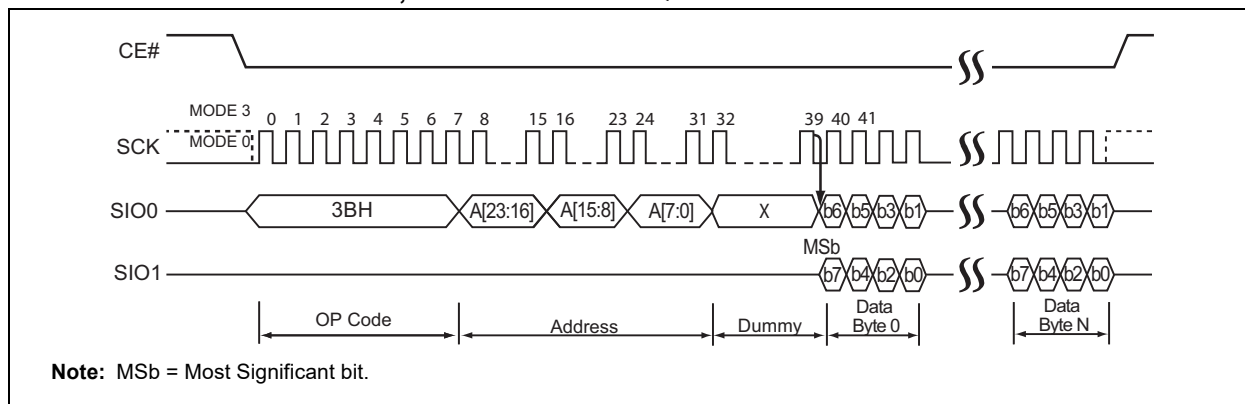 CE#
MODE 3
0 1 2 3 4 5 6 7 8 15 16 23 24 31 32 39 40 41
SCK MODE 0
SIO0 3BH A[23:16] A[15:8] A[7:0] X b6 b5 b3 b1 b6 b5 b3 b1
MSb
SIO1 b7 b4 b2 b0 b7 b4 b2 b0
OP Code Address Dummy Data Byte 0 Data Byte N
Note: MSb = Most Significant bit.